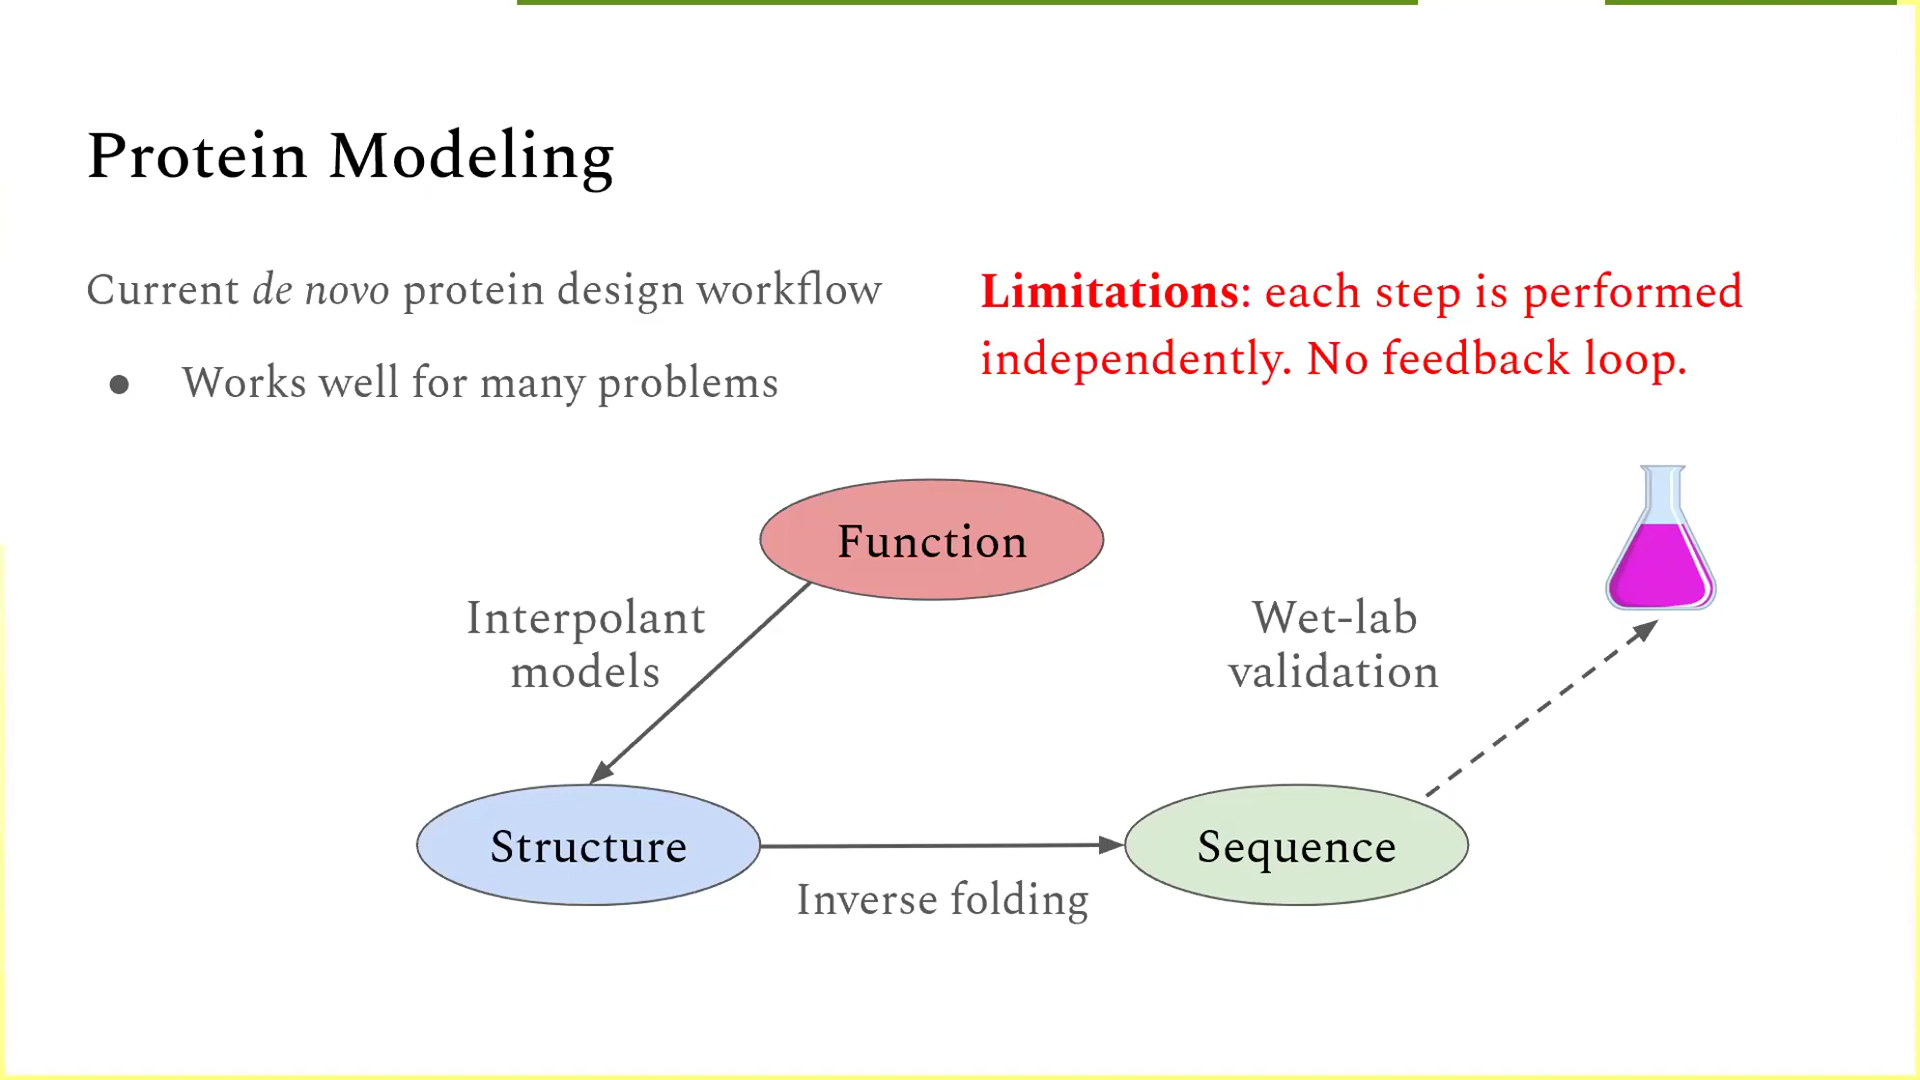 Protein Modeling
Current de novo protein design workflow
● Works well for many problems
Limitations: each step is performed
independently. No feedback loop.
Function
Interpolant
models
Wet-lab
validation
Structure
Sequence
Inverse folding